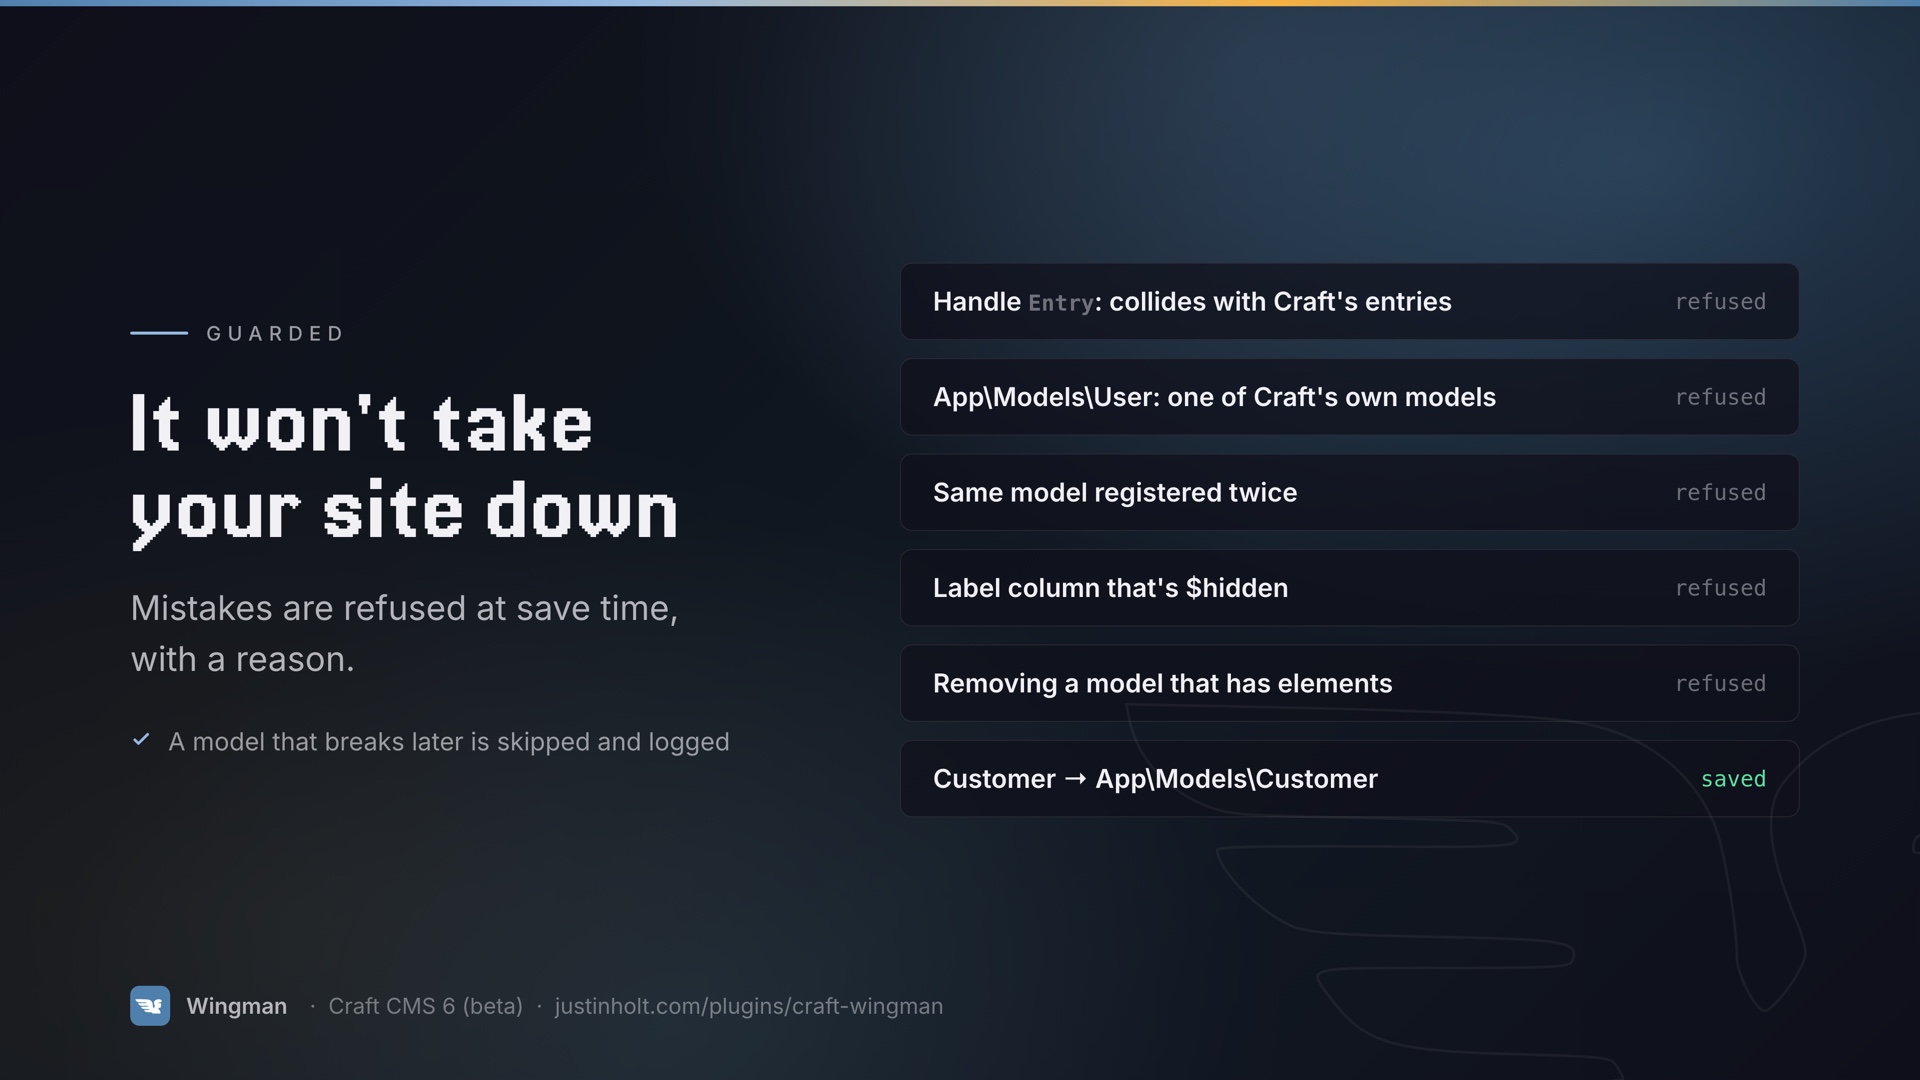 GUARDED
It won't take
your site down
Mistakes are refused at save time,
with a reason.
A model that breaks later is skipped and logged
Handle Entry: collides with Craft's entries refused
App\Models\User: one of Craft's own models refused
Same model registered twice refused
Label column that's $hidden refused
Removing a model that has elements refused
Customer → App\Models\Customer saved
Wingman · Craft CMS 6 (beta) · justinholt.com/plugins/craft-wingman